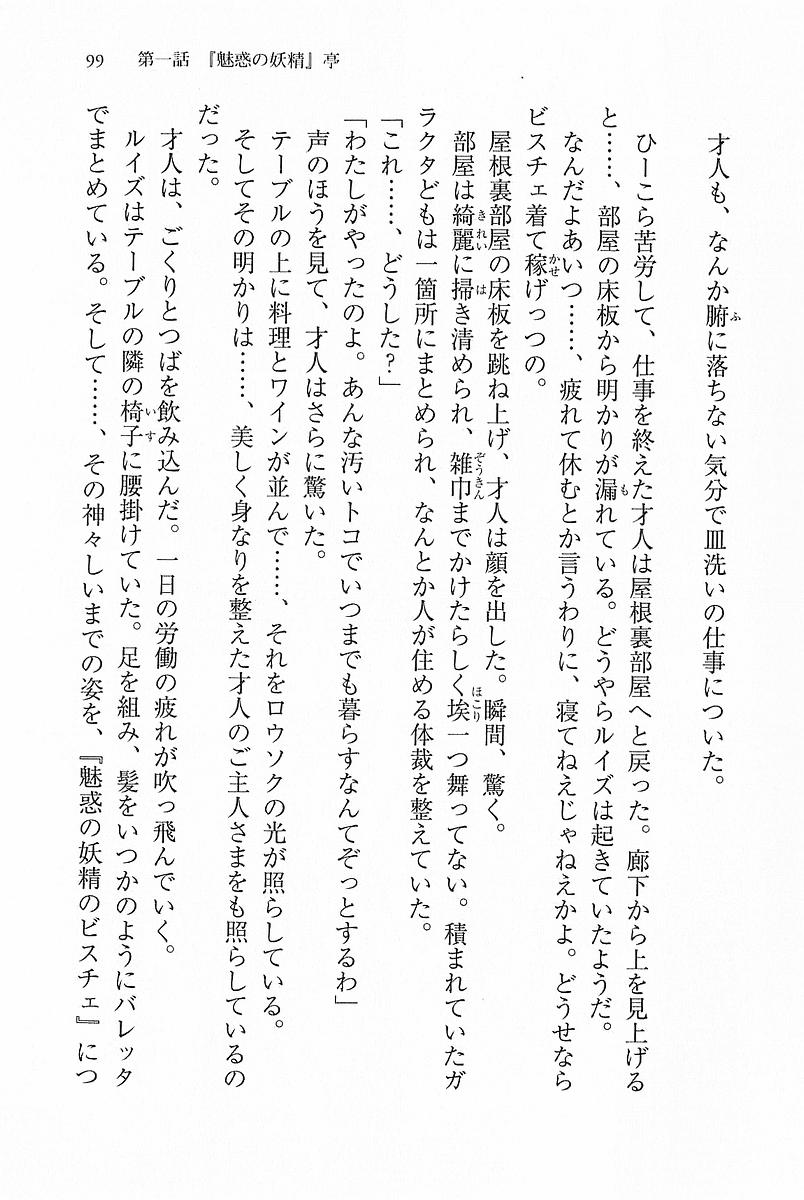 99　第一話　『魅惑の妖精』亭
才人も、なんか腑に落ちない気分で皿洗いの仕事についた。
ひーこら苦労して、仕事を終えた才人は屋根裏部屋へと戻った。廊下から上を見上げる
と……、部屋の床板から明かりが漏れている。どうやらルイズは起きていたようだ。
なんだよあいつ……、疲れて休むとか言うわりに、寝てねえじゃねえかよ。どうせなら
ビスチェ着て稼げっつの。
屋根裏部屋の床板を跳ね上げ、才人は顔を出した。瞬間、驚く。
部屋は綺麗に掃き清められ、雑巾までかけたらしく埃一つ舞ってない。積まれていたガ
ラクタどもは一箇所にまとめられ、なんとか人が住める体裁を整えていた。
「これ……、どうした？」
「わたしがやったのよ。あんな汚いトコでいつまでも暮らすなんてぞっとするわ」
声のほうを見て、才人はさらに驚いた。
テーブルの上に料理とワインが並んで……、それをロウソクの光が照らしている。
そしてその明かりは……、美しく身なりを整えた才人のご主人さまをも照らしているの
だった。
才人は、ごくりとつばを飲み込んだ。一日の労働の疲れが吹っ飛んでいく。
ルイズはテーブルの隣の椅子に腰掛けていた。足を組み、髪をいつかのようにバレッタ
でまとめている。そして……、その神々しいまでの姿を、『魅惑の妖精のビスチェ』につ